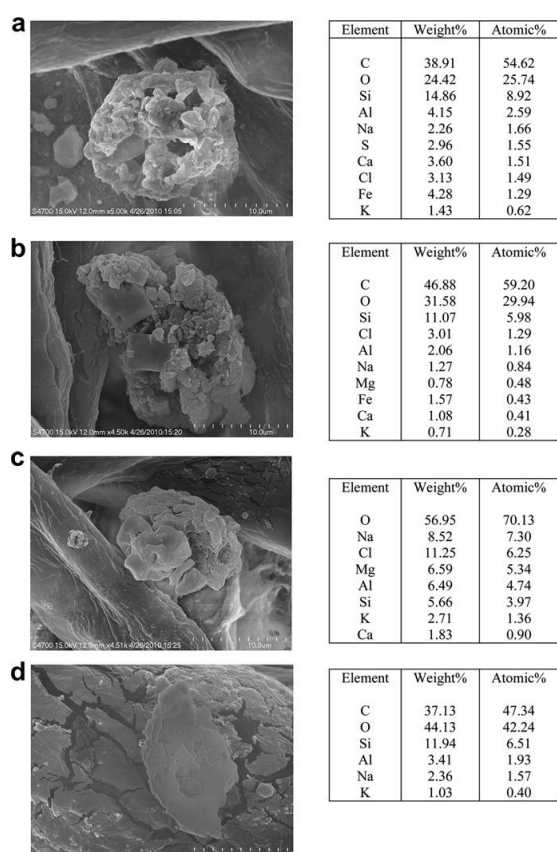 a
Element Weight% Atomic%
C 38.91 54.62
O 24.42 25.74
Si 14.86 8.92
Al 4.15 2.59
Na 2.26 1.66
S 2.96 1.55
Ca 3.60 1.51
Cl 3.13 1.49
Fe 4.28 1.29
K 1.43 0.62
S4700 15.0kV 12.0mm x5.00k 4/26/2010 15:05 10.0um
b
Element Weight% Atomic%
C 46.88 59.20
O 31.58 29.94
Si 11.07 5.98
Cl 3.01 1.29
Al 2.06 1.16
Na 1.27 0.84
Mg 0.78 0.48
Fe 1.57 0.43
Ca 1.08 0.41
K 0.71 0.28
S4700 15.0kV 12.0mm x4.50k 4/26/2010 15:20 10.0um
c
Element Weight% Atomic%
O 56.95 70.13
Na 8.52 7.30
Cl 11.25 6.25
Mg 6.59 5.34
Al 6.49 4.74
Si 5.66 3.97
K 2.71 1.36
Ca 1.83 0.90
S4700 15.0kV 12.0mm x4.51k 4/26/2010 15:25 10.0um
d
Element Weight% Atomic%
C 37.13 47.34
O 44.13 42.24
Si 11.94 6.51
Al 3.41 1.93
Na 2.36 1.57
K 1.03 0.40